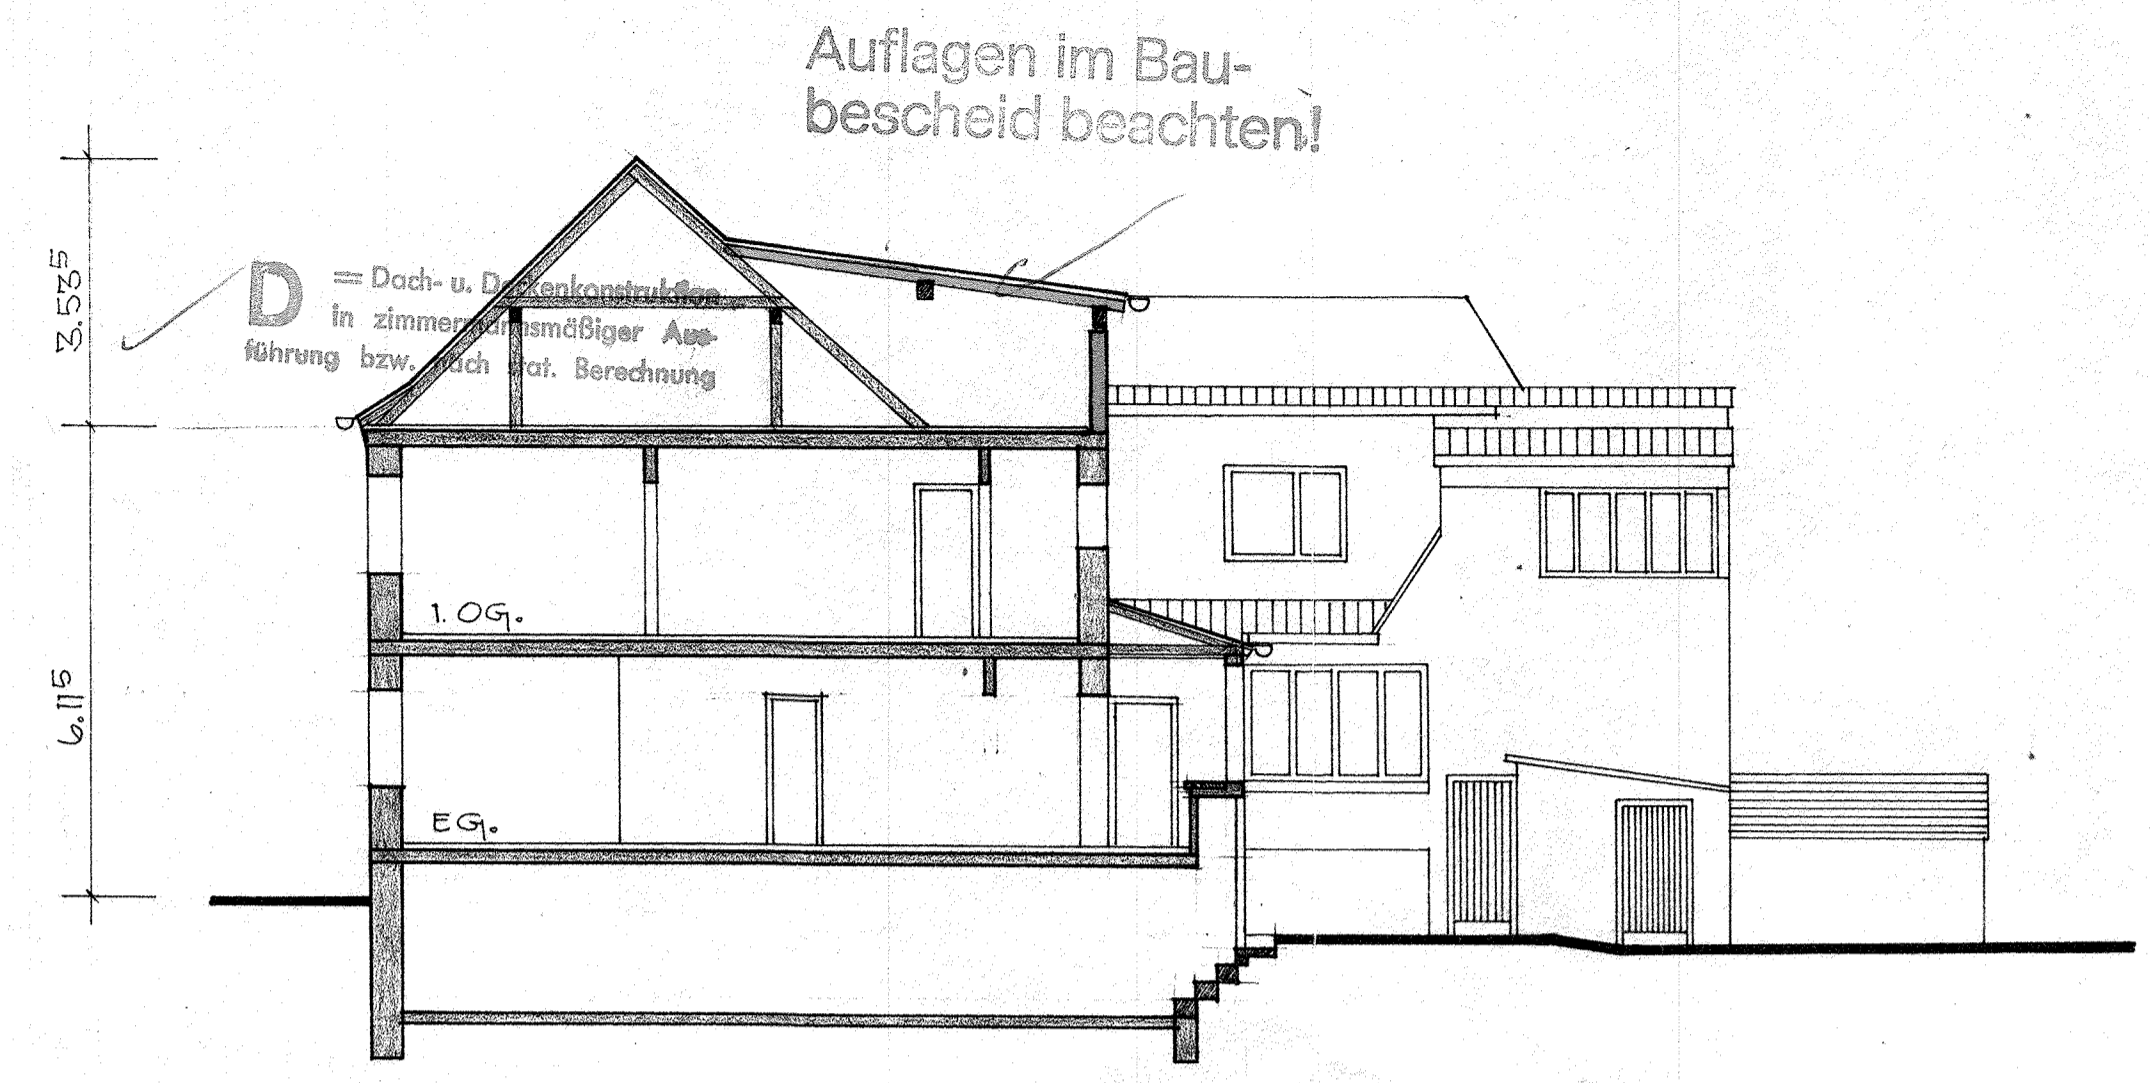 Auflagen im Bau-
bescheid beachten!
3.53⁵
D = Dach- u. Deckenkonstruktion
in zimmermannsmäßiger Aus-
führung bzw. nach stat. Berechnung
1. OG.
6.11⁵
EG.